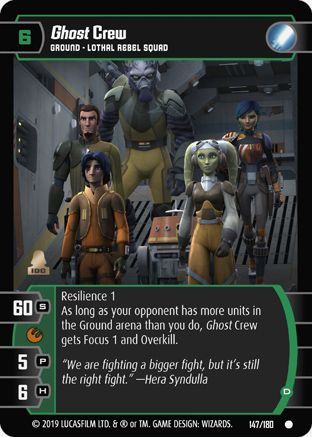 6
Ghost Crew
GROUND - LOTHAL REBEL SQUAD
IDC
60 S
5 P
6 H
Resilience 1
As long as your opponent has more units in
the Ground arena than you do, Ghost Crew
gets Focus 1 and Overkill.
“We are fighting a bigger fight, but it’s still
the right fight.” —Hera Syndulla
D
© 2019 LUCASFILM LTD. & ® or TM. GAME DESIGN: WIZARDS. 147/180